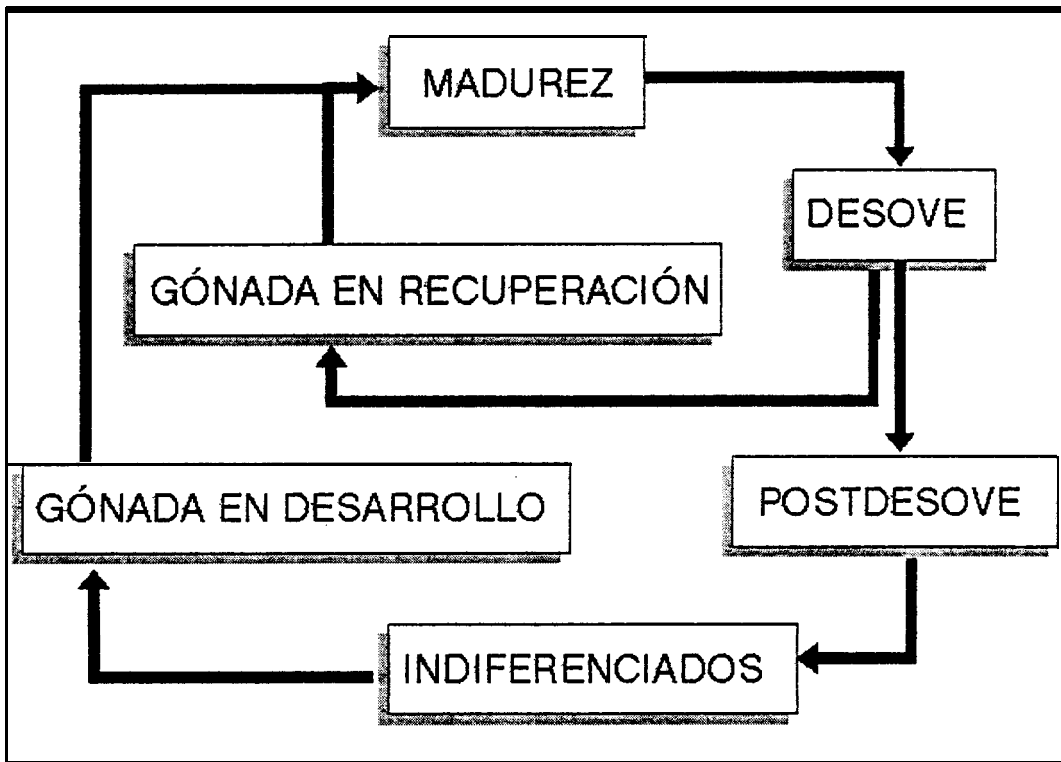 MADUREZ
DESOVE
GÓNADA EN RECUPERACIÓN
GÓNADA EN DESARROLLO
POSTDESOVE
INDIFERENCIADOS